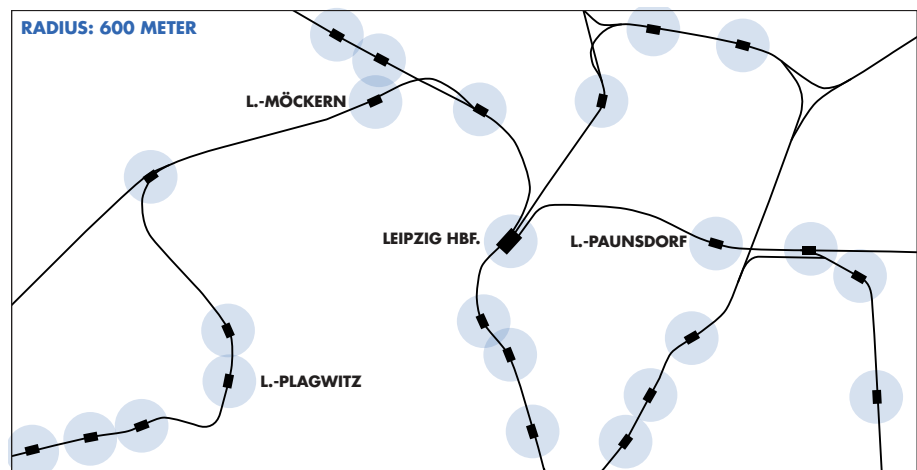 RADIUS: 600 METER
L.-MÖCKERN
LEIPZIG HBF.
L.-PAUNSDORF
L.-PLAGWITZ